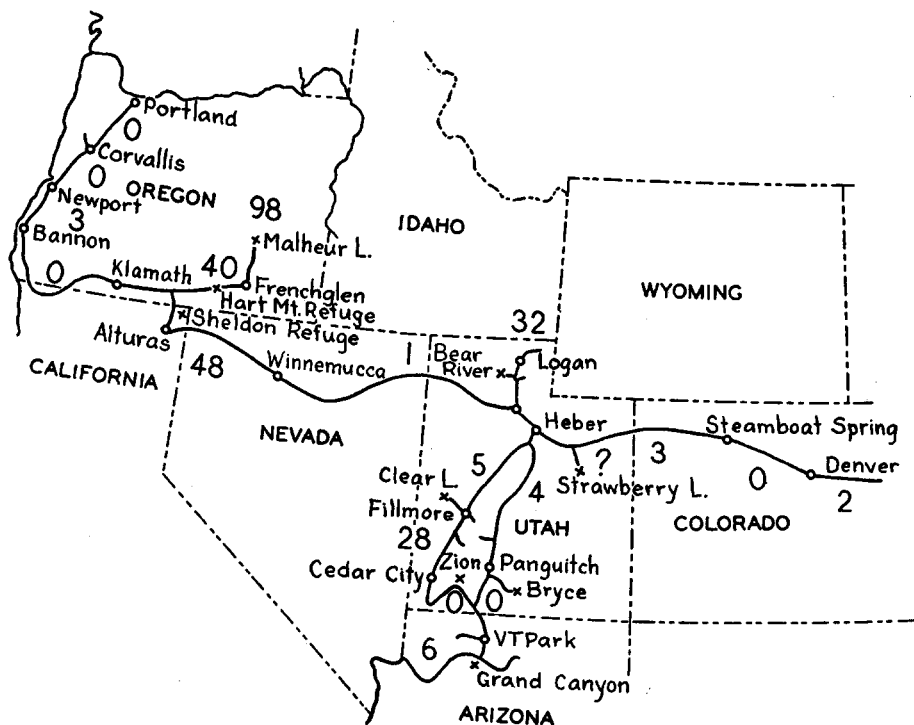 Portland
0
Corvallis
0
OREGON
Newport
3
98
Bannon
Malheur L.
IDAHO
Klamath
40
0
Frenchglen
Hart Mt. Refuge
WYOMING
Sheldon Refuge
32
Alturas
Bear
River
Logan
CALIFORNIA
48
Winnemucca
1
Heber
Steamboat Spring
NEVADA
5
?
3
Clear L.
4
Strawberry L.
0
Denver
2
Fillmore
UTAH
COLORADO
28
Zion
Panguitch
Cedar City
Bryce
0
0
VT Park
6
Grand Canyon
ARIZONA